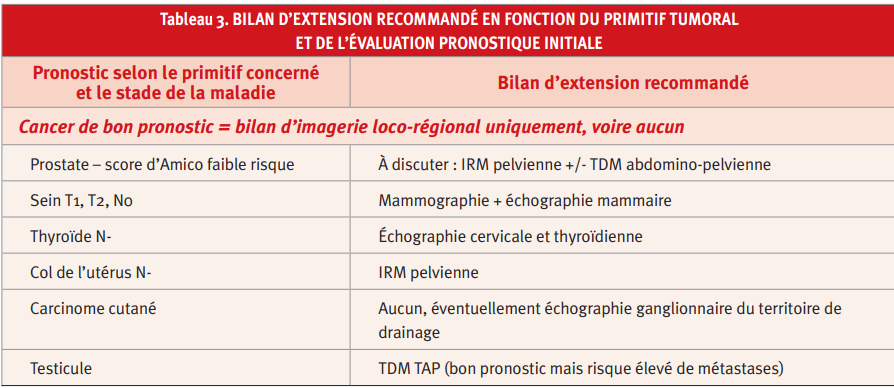 Tableau 3. BILAN D’EXTENSION RECOMMANDÉ EN FONCTION DU PRIMITIF TUMORAL
ET DE L’ÉVALUATION PRONOSTIQUE INITIALE
Pronostic selon le primitif concerné
et le stade de la maladie
Bilan d’extension recommandé
Cancer de bon pronostic = bilan d’imagerie loco-régional uniquement, voire aucun
Prostate – score d’Amico faible risque
À discuter : IRM pelvienne +/- TDM abdomino-pelvienne
Sein T1, T2, N0
Mammographie + échographie mammaire
Thyroïde N-
Échographie cervicale et thyroïdienne
Col de l’utérus N-
IRM pelvienne
Carcinome cutané
Aucun, éventuellement échographie ganglionnaire du territoire de
drainage
Testicule
TDM TAP (bon pronostic mais risque élevé de métastases)